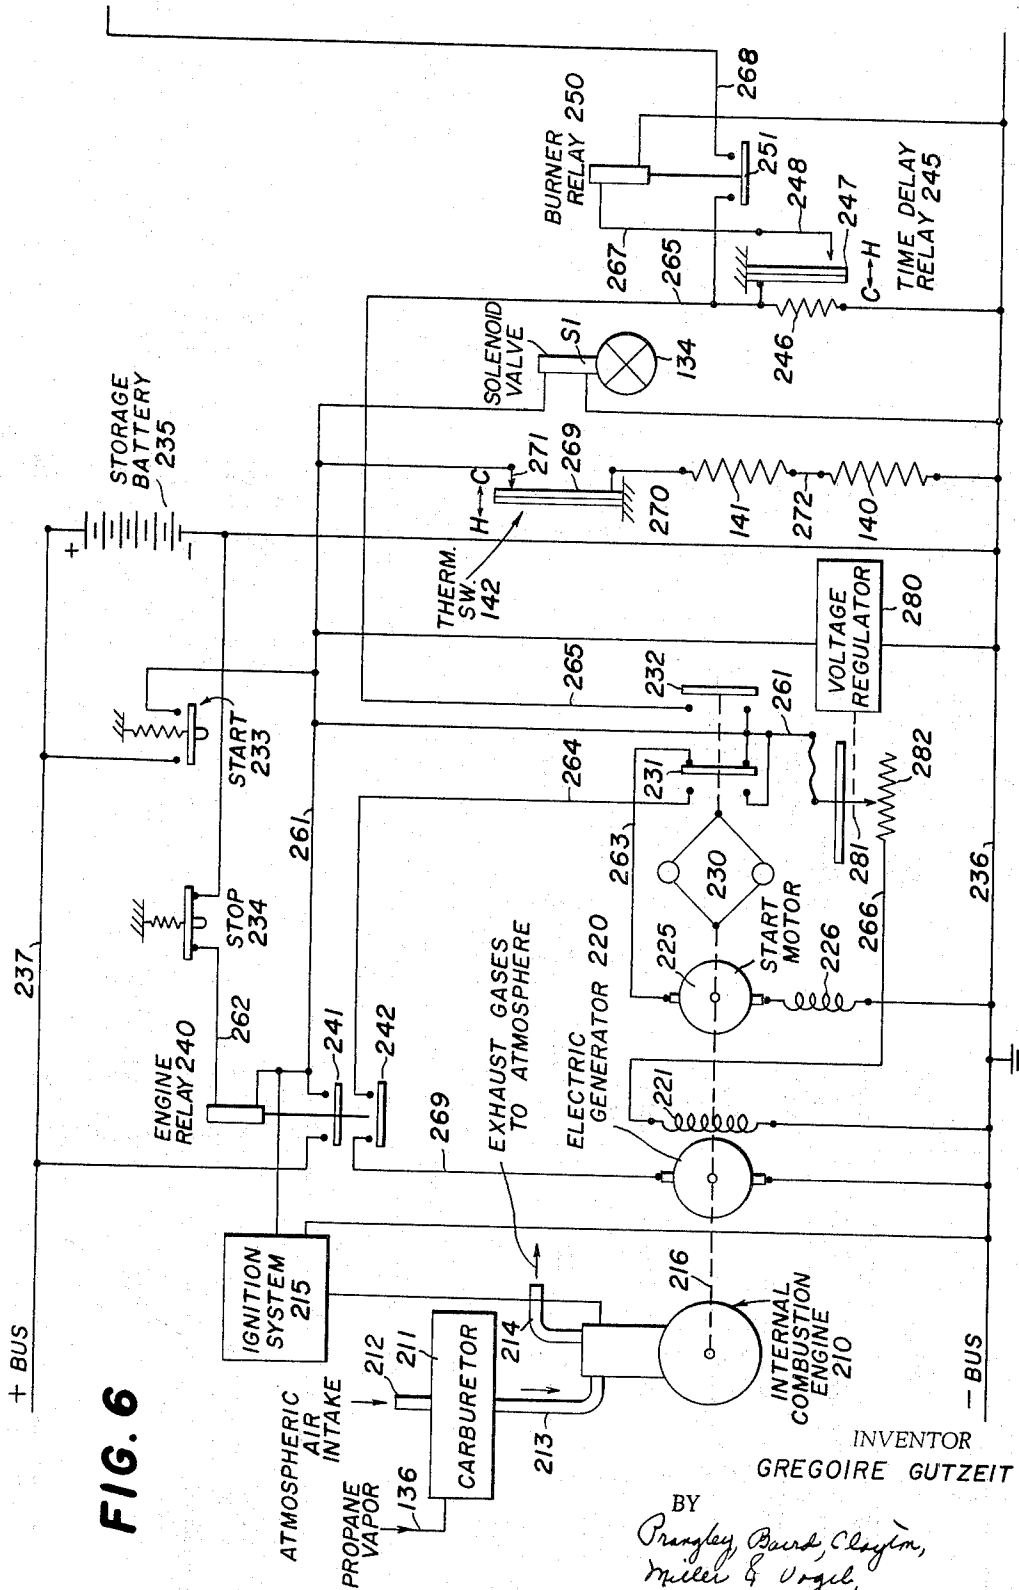 FIG. 6
+ BUS
237
STORAGE
BATTERY
235
+
-
START
233
STOP
234
262
ENGINE
RELAY 240
241
242
261
269
264
265
263
IGNITION
SYSTEM
215
ATMOSPHERIC
AIR
INTAKE
212
211
CARBURETOR
PROPANE
VAPOR
136
213
214
EXHAUST GASES
TO ATMOSPHERE
INTERNAL
COMBUSTION
ENGINE
210
216
ELECTRIC
GENERATOR 220
221
225
START
MOTOR
226
230
231
232
261
266
281
282
236
VOLTAGE
REGULATOR
280
THERM.
SW.
142
H C
271
269
270
141
272
140
SOLENOID
VALVE
S1
134
265
246
BURNER
RELAY 250
251
268
267
248
247
C H
TIME DELAY
RELAY 245
- BUS
INVENTOR
GREGOIRE GUTZEIT
BY
Prangley, Baird, Clayton,
Miller & Vogel,